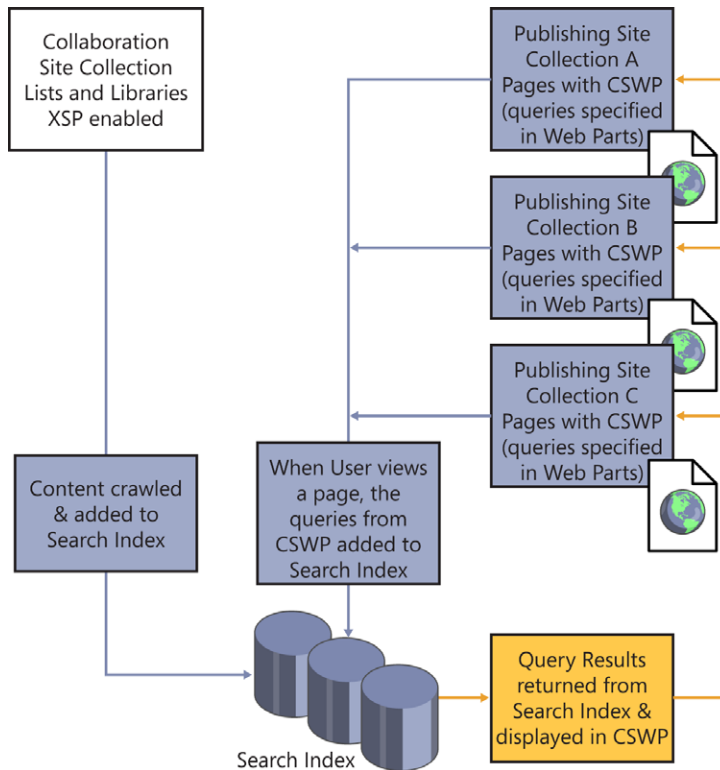 Collaboration
Site Collection
Lists and Libraries
XSP enabled
Publishing Site
Collection A
Pages with CSWP
(queries specified
in Web Parts)
Publishing Site
Collection B
Pages with CSWP
(queries specified
in Web Parts)
Publishing Site
Collection C
Pages with CSWP
(queries specified
in Web Parts)
Content crawled
& added to
Search Index
When User views
a page, the
queries from
CSWP added to
Search Index
Query Results
returned from
Search Index &
displayed in CSWP
Search Index